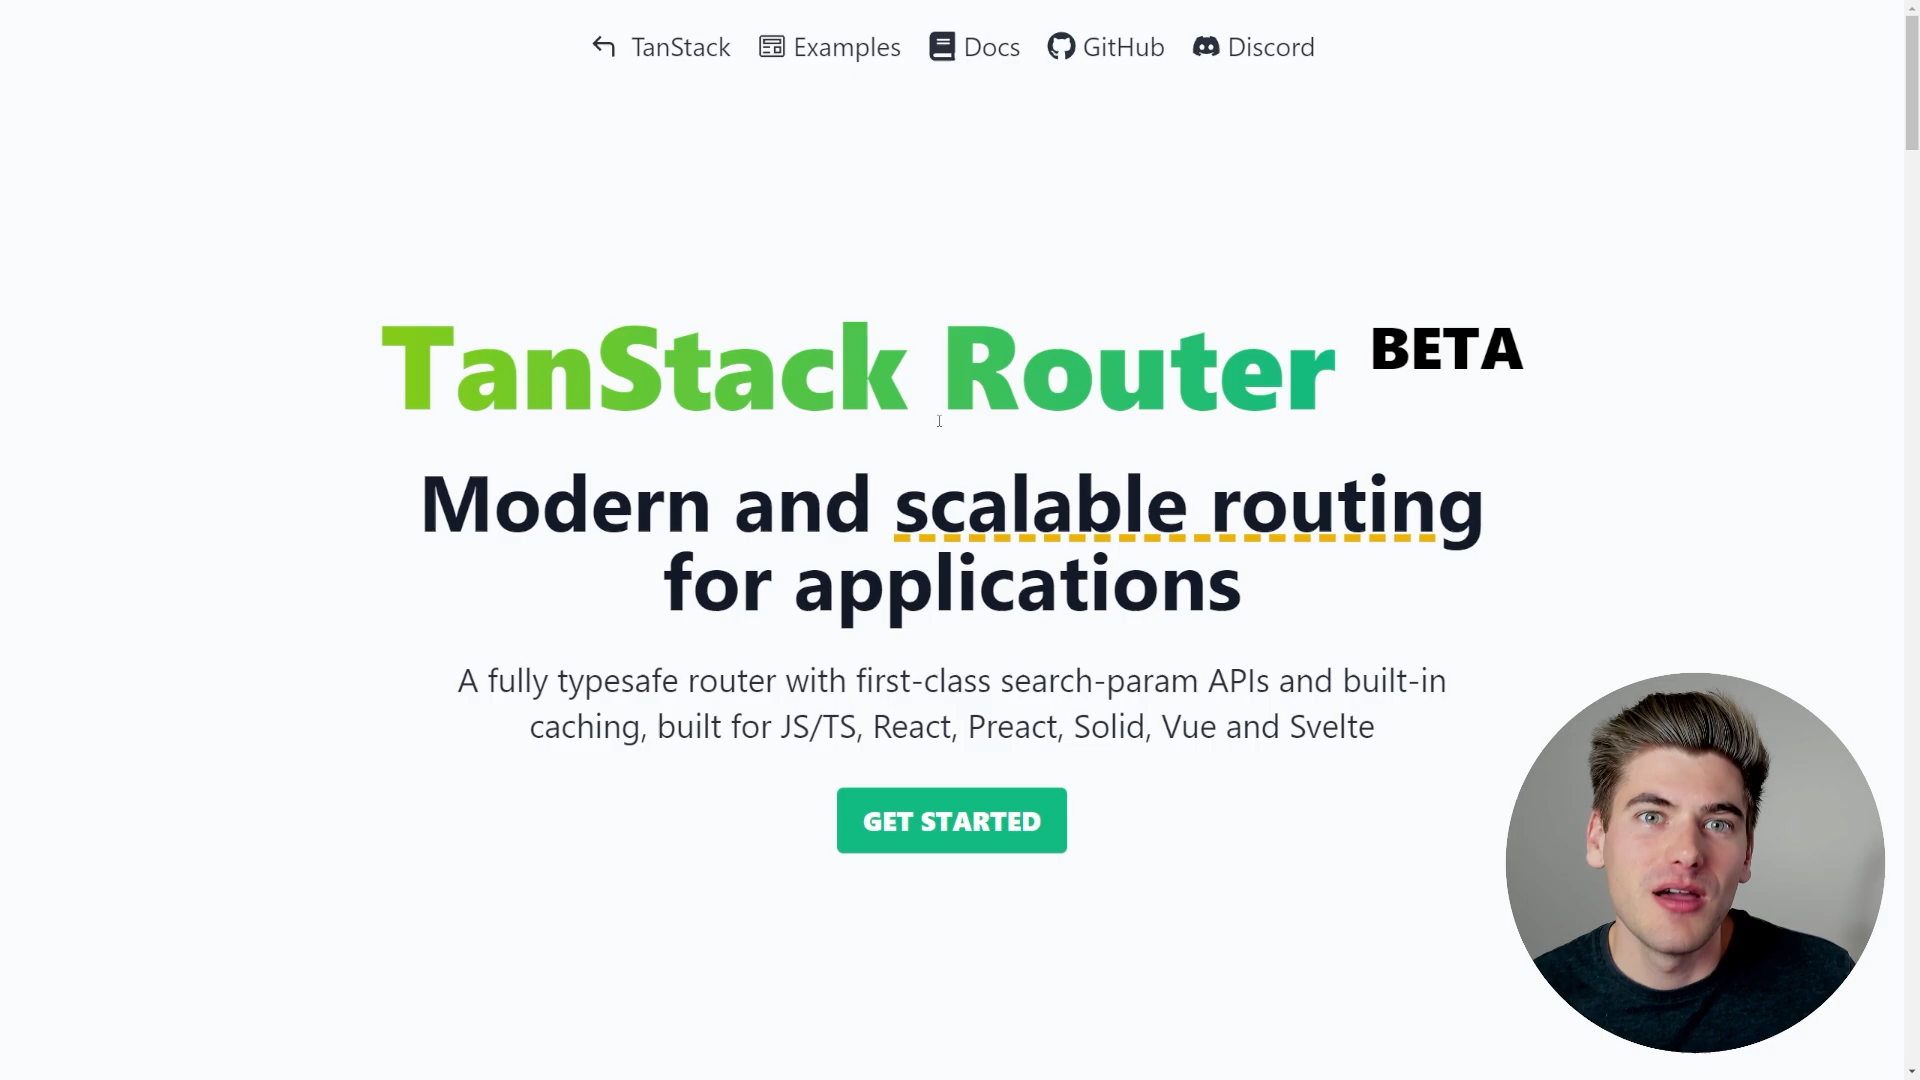 TanStack Examples Docs GitHub Discord
TanStack Router BETA
Modern and scalable routing
for applications
A fully typesafe router with first-class search-param APIs and built-in
caching, built for JS/TS, React, Preact, Solid, Vue and Svelte
GET STARTED